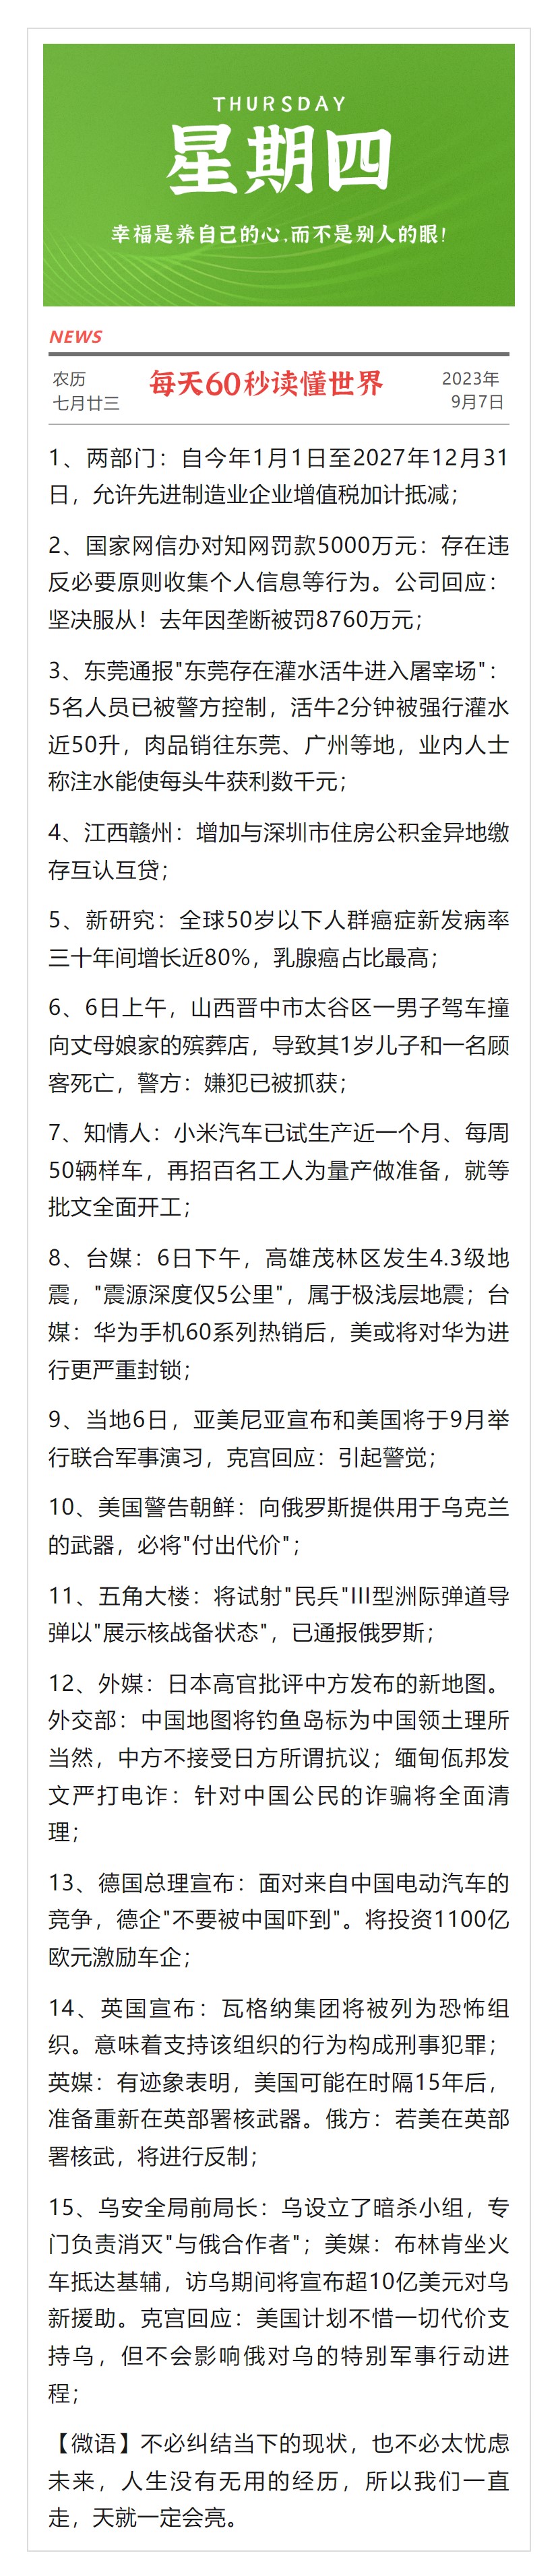 THURSDAY
星期四
幸福是养自己的心,而不是别人的眼!
NEWS
农历
七月廿三
每天60秒读懂世界
2023年
9月7日
1、两部门：自今年1月1日至2027年12月31
日，允许先进制造业企业增值税加计抵减；
2、国家网信办对知网罚款5000万元：存在违
反必要原则收集个人信息等行为。公司回应：
坚决服从！去年因垄断被罚8760万元；
3、东莞通报"东莞存在灌水活牛进入屠宰场"：
5名人员已被警方控制，活牛2分钟被强行灌水
近50升，肉品销往东莞、广州等地，业内人士
称注水能使每头牛获利数千元；
4、江西赣州：增加与深圳市住房公积金异地缴
存互认互贷；
5、新研究：全球50岁以下人群癌症新发病率
三十年间增长近80%，乳腺癌占比最高；
6、6日上午，山西晋中市太谷区一男子驾车撞
向丈母娘家的殡葬店，导致其1岁儿子和一名顾
客死亡，警方：嫌犯已被抓获；
7、知情人：小米汽车已试生产近一个月、每周
50辆样车，再招百名工人为量产做准备，就等
批文全面开工；
8、台媒：6日下午，高雄茂林区发生4.3级地
震，"震源深度仅5公里"，属于极浅层地震；台
媒：华为手机60系列热销后，美或将对华为进
行更严重封锁；
9、当地6日，亚美尼亚宣布和美国将于9月举
行联合军事演习，克宫回应：引起警觉；
10、美国警告朝鲜：向俄罗斯提供用于乌克兰
的武器，必将"付出代价"；
11、五角大楼：将试射"民兵"III型洲际弹道导
弹以"展示核战备状态"，已通报俄罗斯；
12、外媒：日本高官批评中方发布的新地图。
外交部：中国地图将钓鱼岛标为中国领土理所
当然，中方不接受日方所谓抗议；缅甸佤邦发
文严打电诈：针对中国公民的诈骗将全面清
理；
13、德国总理宣布：面对来自中国电动汽车的
竞争，德企"不要被中国吓到"。将投资1100亿
欧元激励车企；
14、英国宣布：瓦格纳集团将被列为恐怖组
织。意味着支持该组织的行为构成刑事犯罪；
英媒：有迹象表明，美国可能在时隔15年后，
准备重新在英部署核武器。俄方：若美在英部
署核武，将进行反制；
15、乌安全局前局长：乌设立了暗杀小组，专
门负责消灭"与俄合作者"；美媒：布林肯坐火
车抵达基辅，访乌期间将宣布超10亿美元对乌
新援助。克宫回应：美国计划不惜一切代价支
持乌，但不会影响俄对乌的特别军事行动进
程；
【微语】不必纠结当下的现状，也不必太忧虑
未来，人生没有无用的经历，所以我们一直
走，天就一定会亮。